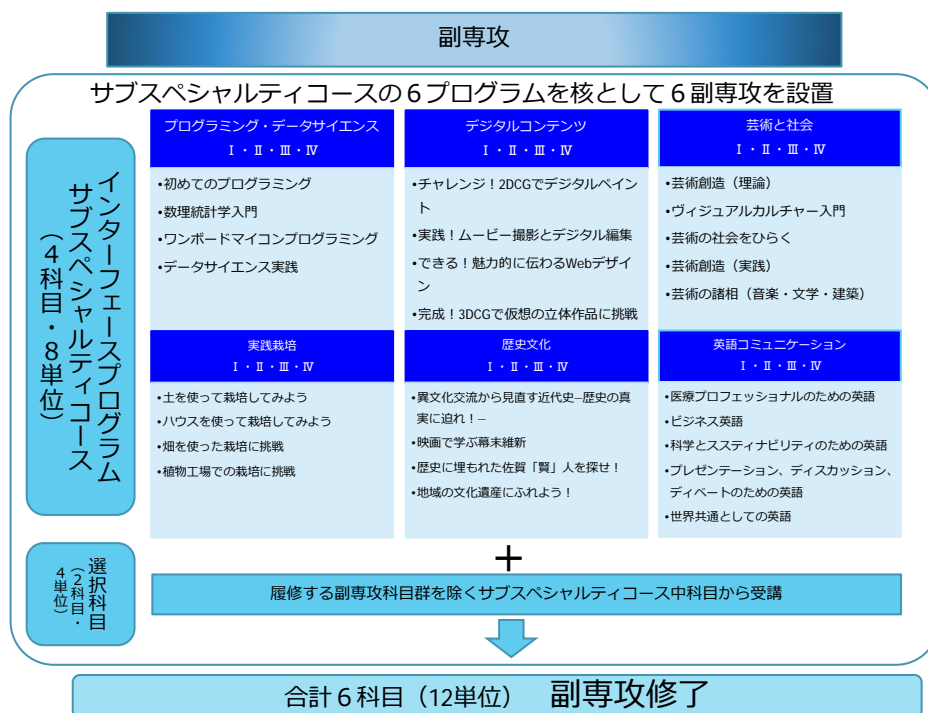 副専攻
サブスペシャルティコースの６プログラムを核として６副専攻を設置
インターフェースプログラム
サブスペシャルティコース
（４科目・８単位）
プログラミング・データサイエンス
Ⅰ・Ⅱ・Ⅲ・Ⅳ
•初めてのプログラミング
•数理統計学入門
•ワンボードマイコンプログラミング
•データサイエンス実践
デジタルコンテンツ
Ⅰ・Ⅱ・Ⅲ・Ⅳ
•チャレンジ！2DCGでデジタルペイン
ト
•実践！ムービー撮影とデジタル編集
•できる！魅力的に伝わるWebデザイ
ン
•完成！3DCGで仮想の立体作品に挑戦
芸術と社会
Ⅰ・Ⅱ・Ⅲ・Ⅳ
•芸術創造（理論）
•ヴィジュアルカルチャー入門
•芸術の社会をひらく
•芸術創造（実践）
•芸術の諸相（音楽・文学・建築）
実践栽培
Ⅰ・Ⅱ・Ⅲ・Ⅳ
•土を使って栽培してみよう
•ハウスを使って栽培してみよう
•畑を使った栽培に挑戦
•植物工場での栽培に挑戦
歴史文化
Ⅰ・Ⅱ・Ⅲ・Ⅳ
•異文化交流から見直す近代史–歴史の真
実に迫れ！–
•映画で学ぶ幕末維新
•歴史に埋もれた佐賀「賢」人を探せ！
•地域の文化遺産にふれよう！
英語コミュニケーション
Ⅰ・Ⅱ・Ⅲ・Ⅳ
•医療プロフェッショナルのための英語
•ビジネス英語
•科学とススティナビリティのための英語
•プレゼンテーション、ディスカッション、
ディベートのための英語
•世界共通としての英語
＋
選択科目
（２科目・
４単位）
履修する副専攻科目群を除くサブスペシャルティコース中科目から受講
合計６科目（12単位）　副専攻修了